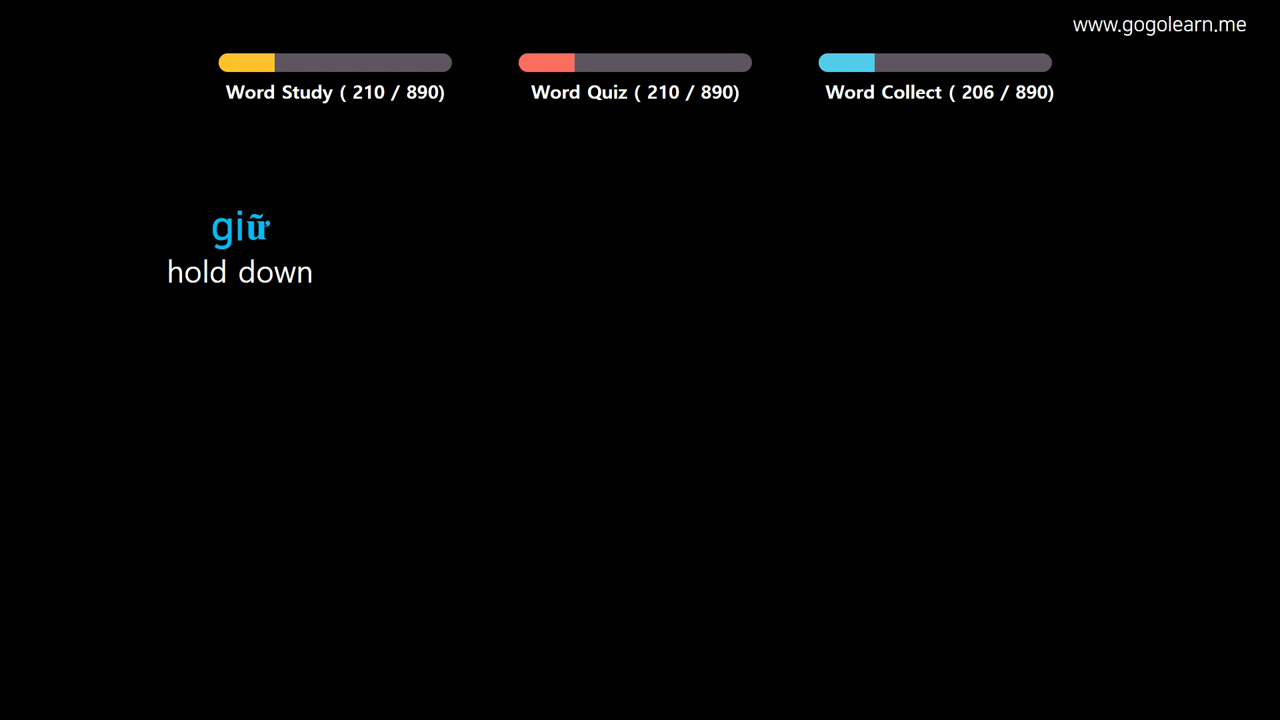 www.gogolearn.me
Word Study ( 210 / 890)
Word Quiz ( 210 / 890)
Word Collect ( 206 / 890)
giữ
hold down